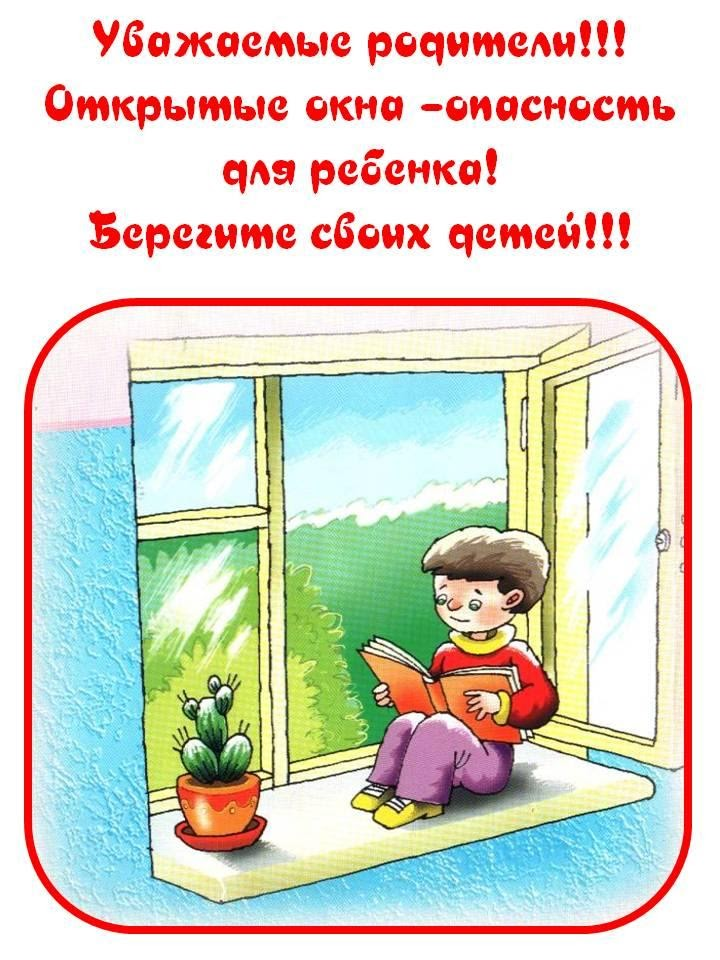 Уважаемые родители!!!
Открытые окна –опасность
для ребенка!
Берегите своих детей!!!